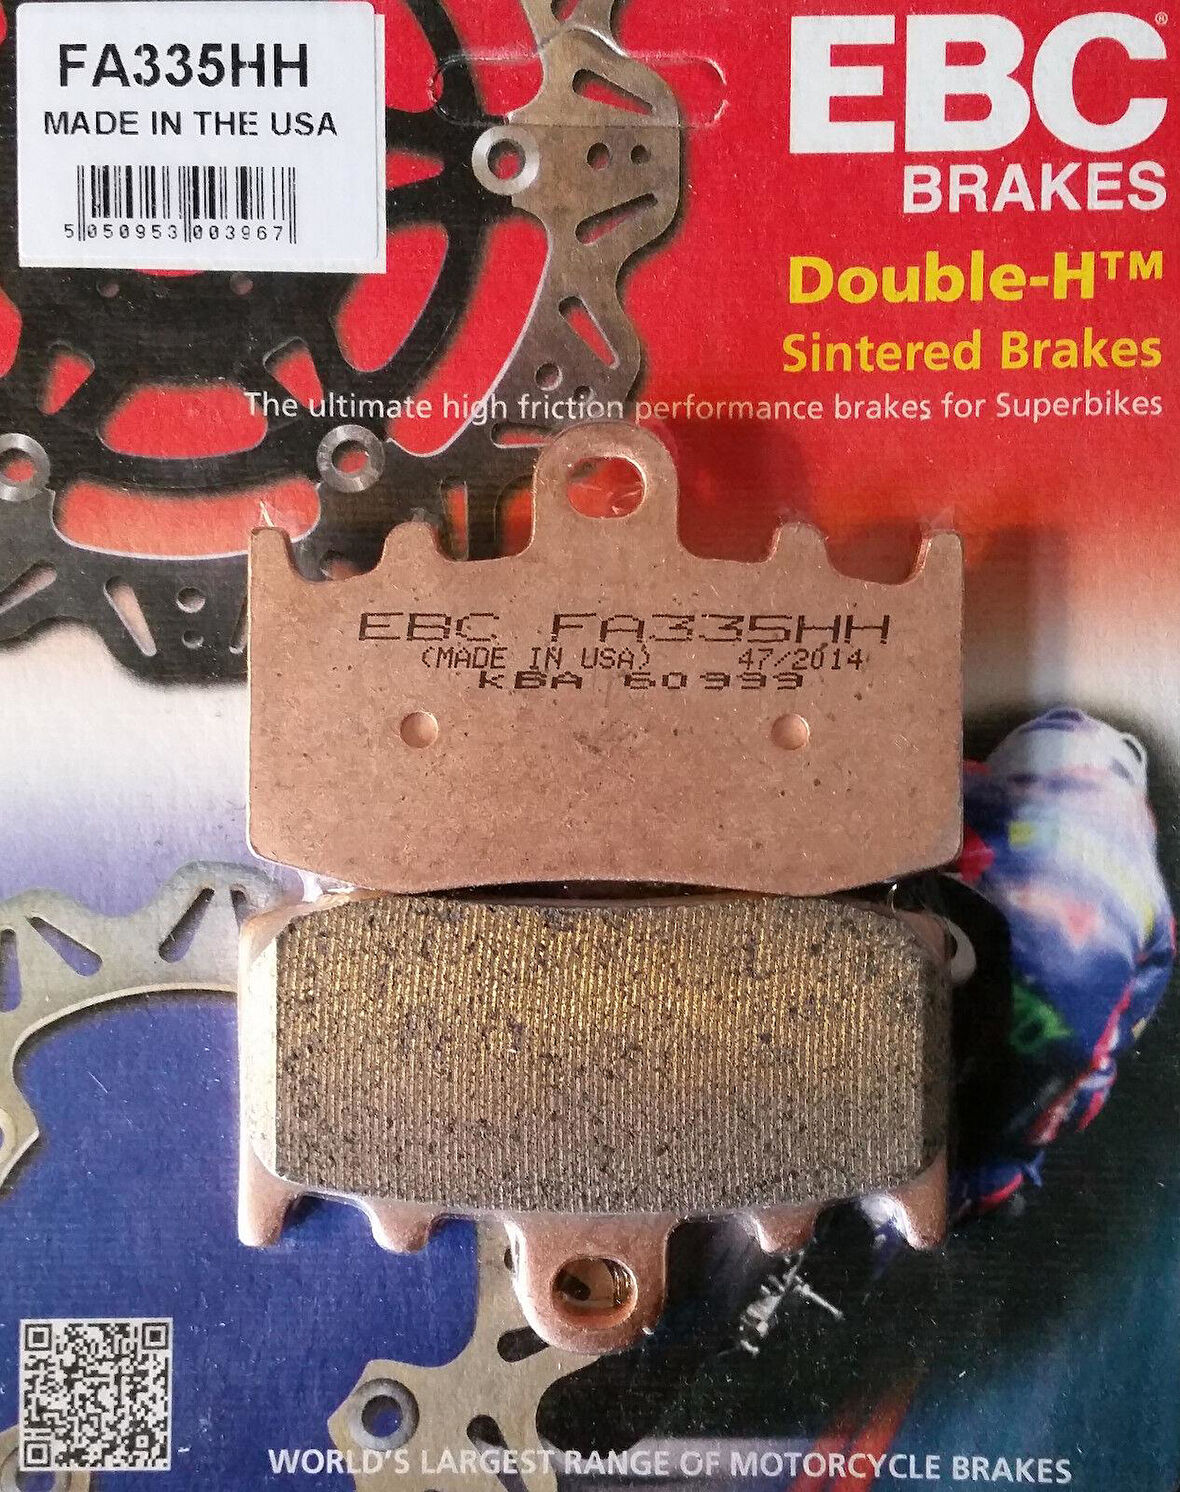 FA335HH
MADE IN THE USA
5 050953 003967
EBC®
BRAKES
Double-H™
Sintered Brakes
The ultimate high friction performance brakes for Superbikes
EBC FA335HH
(MADE IN USA) 47/2014
KBA 60999
WORLD'S LARGEST RANGE OF MOTORCYCLE BRAKES